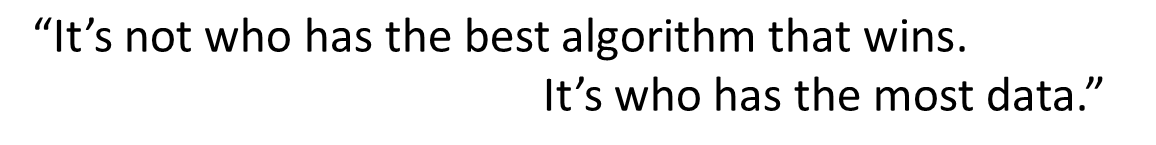 “It’s not who has the best algorithm that wins.
It’s who has the most data.”